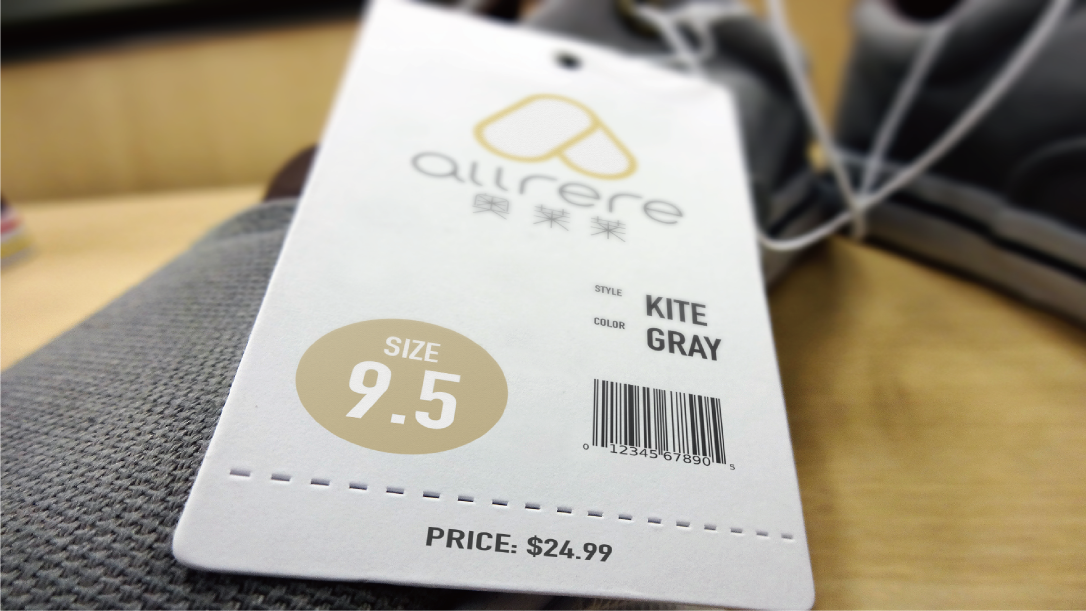 allrere
奥莱莱
STYLE KITE
COLOR GRAY
SIZE
9.5
0 12345 67890 5
PRICE: $24.99